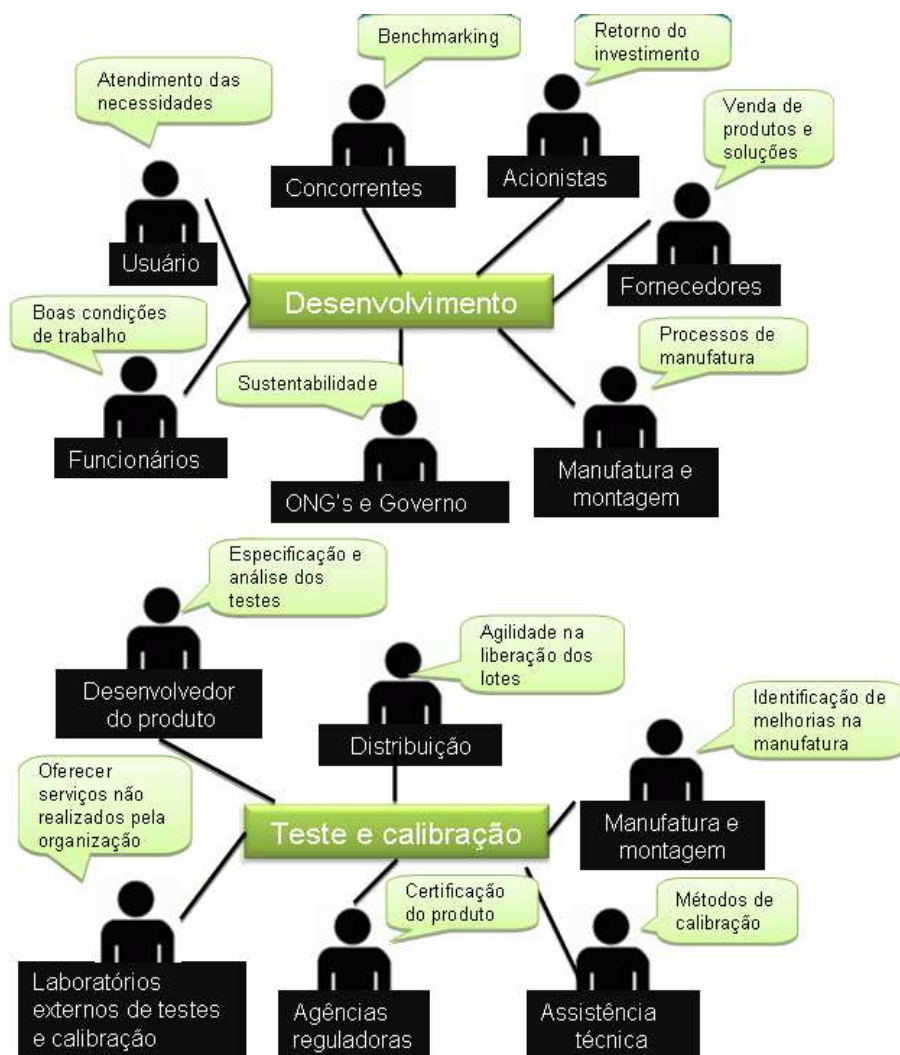 Benchmarking
Retorno do
investimento
Atendimento das
necessidades
Venda de
produtos e
soluções
Concorrentes
Acionistas
Usuário
Fornecedores
Desenvolvimento
Boas condições
de trabalho
Processos de
manufatura
Sustentabilidade
Funcionários
ONG's e Governo
Manufatura e
montagem
Especificação e
análise dos
testes
Agilidade na
liberação dos
lotes
Desenvolvedor
do produto
Identificação de
melhorias na
manufatura
Distribuição
Oferecer
serviços não
realizados pela
organização
Teste e calibração
Manufatura e
montagem
Certificação
do produto
Métodos de
calibração
Laboratórios
externos de testes
e calibração
Agências
reguladoras
Assistência
técnica